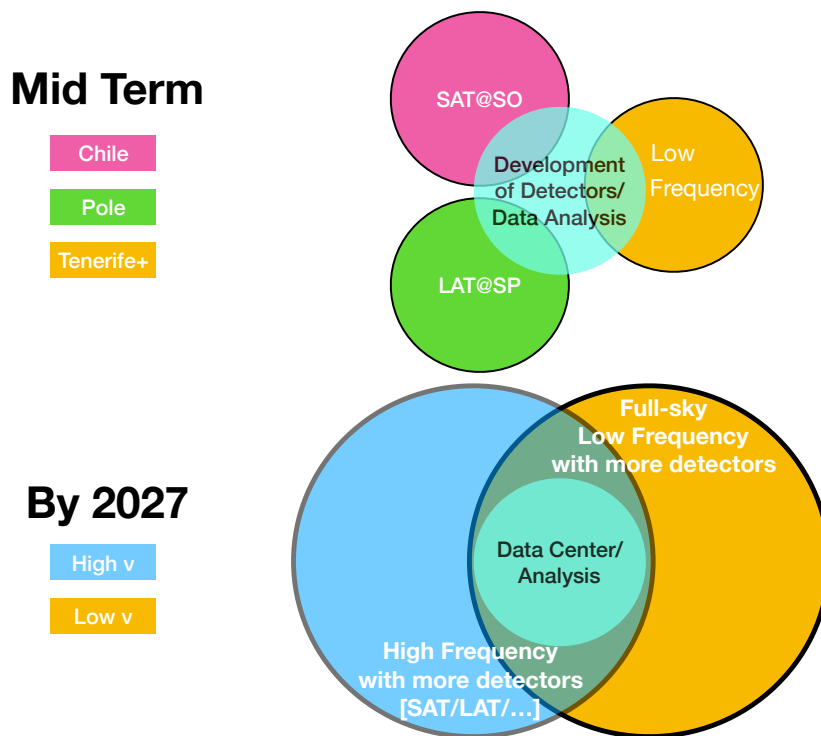 Mid Term
Chile
Pole
Tenerife+
SAT@SO
Development
of Detectors/
Data Analysis
Low
Frequency
LAT@SP
By 2027
High ν
Low ν
Full-sky
Low Frequency
with more detectors
Data Center/
Analysis
High Frequency
with more detectors
[SAT/LAT/…]